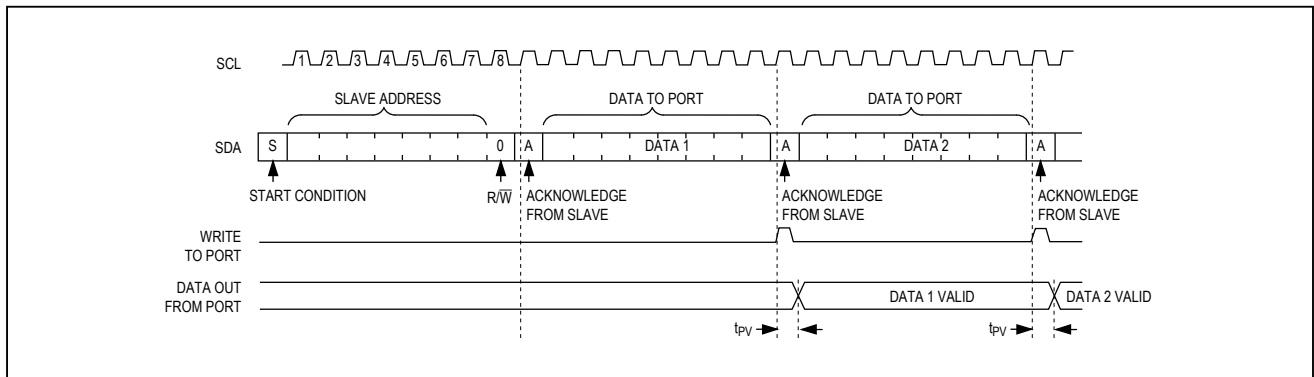 SCL 1 2 3 4 5 6 7 8
SLAVE ADDRESS DATA TO PORT DATA TO PORT
SDA S 0 A DATA 1 A DATA 2 A
START CONDITION R/W̅ ACKNOWLEDGE FROM SLAVE ACKNOWLEDGE FROM SLAVE ACKNOWLEDGE FROM SLAVE
WRITE
TO PORT
DATA OUT
FROM PORT
DATA 1 VALID DATA 2 VALID
tPV tPV